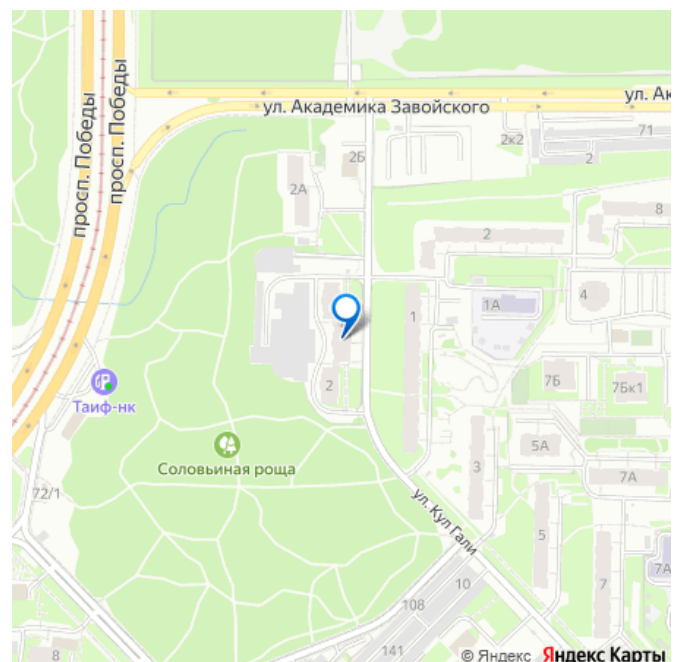 просп. Победы
просп. Победы
ул. Академика Завойского
ул. Ак
71
2к2
2
2Б
2А
8
2
4
1А
1
7Б
7Бк1
2
Таиф-нк
5А
Соловьиная роща
3
7А
72/1
ул. Кул Гали
5
7
7А
10
108
8
141
© Яндекс Яндекс Карты